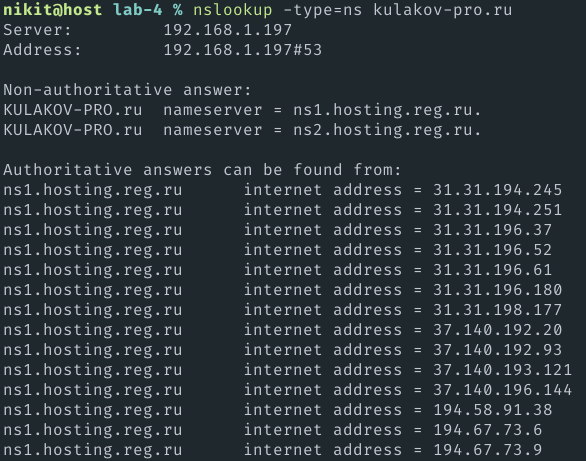 nikit@host lab-4 % nslookup -type=ns kulakov-pro.ru
Server:         192.168.1.197
Address:        192.168.1.197#53
Non-authoritative answer:
KULAKOV-PRO.ru  nameserver = ns1.hosting.reg.ru.
KULAKOV-PRO.ru  nameserver = ns2.hosting.reg.ru.
Authoritative answers can be found from:
ns1.hosting.reg.ru      internet address = 31.31.194.245
ns1.hosting.reg.ru      internet address = 31.31.194.251
ns1.hosting.reg.ru      internet address = 31.31.196.37
ns1.hosting.reg.ru      internet address = 31.31.196.52
ns1.hosting.reg.ru      internet address = 31.31.196.61
ns1.hosting.reg.ru      internet address = 31.31.196.180
ns1.hosting.reg.ru      internet address = 31.31.198.177
ns1.hosting.reg.ru      internet address = 37.140.192.20
ns1.hosting.reg.ru      internet address = 37.140.192.93
ns1.hosting.reg.ru      internet address = 37.140.193.121
ns1.hosting.reg.ru      internet address = 37.140.196.144
ns1.hosting.reg.ru      internet address = 194.58.91.38
ns1.hosting.reg.ru      internet address = 194.67.73.6
ns1.hosting.reg.ru      internet address = 194.67.73.9